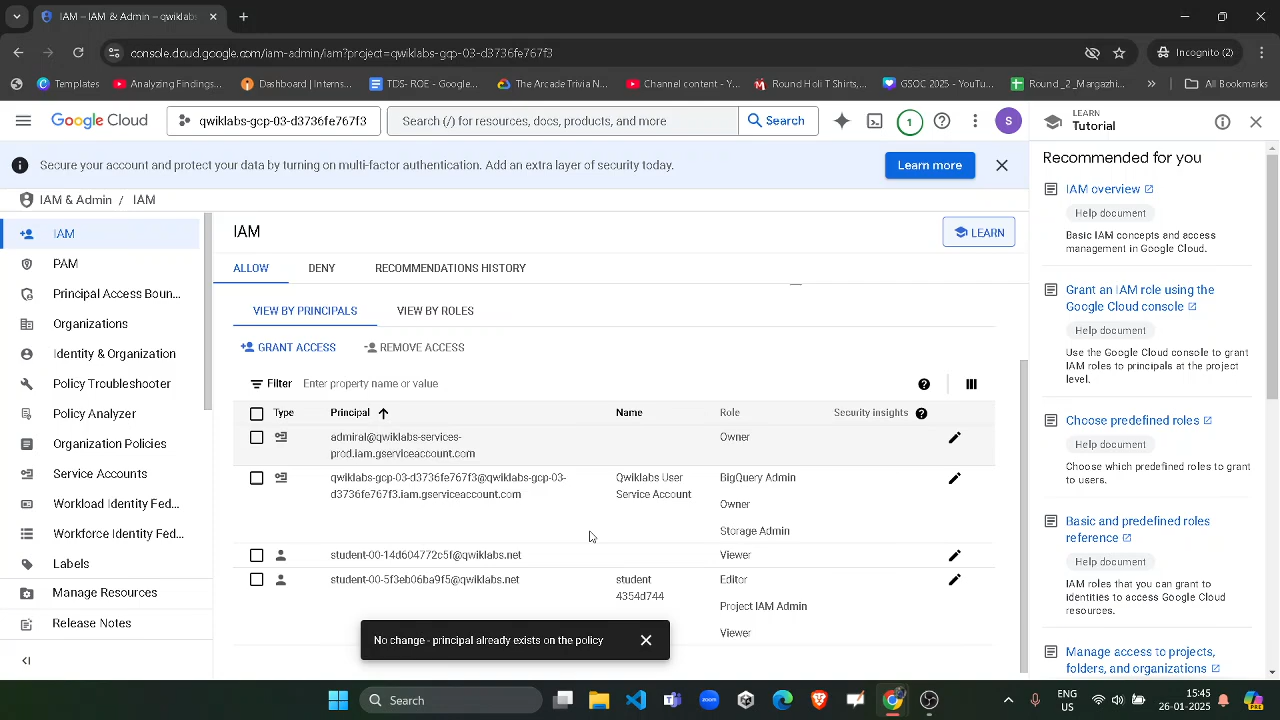 IAM – IAM & Admin – qwiklabs
console.cloud.google.com/iam-admin/iam?project=qwiklabs-gcp-03-d3736fe767f3
Incognito (2)
Templates
Analyzing Findings...
Dashboard | Interns...
TDS- ROE - Google...
The Arcade Trivia N...
Channel content - Y...
Round Holi T Shirts,...
GSOC 2025 - YouTu...
Round _2 _Margazhi...
All Bookmarks
Google Cloud
qwiklabs-gcp-03-d3736fe767f3
Search (/) for resources, docs, products, and more
Search
1
S
LEARN
Tutorial
Secure your account and protect your data by turning on multi-factor authentication. Add an extra layer of security today.
Learn more
IAM & Admin / IAM
IAM
PAM
Principal Access Boun...
Organizations
Identity & Organization
Policy Troubleshooter
Policy Analyzer
Organization Policies
Service Accounts
Workload Identity Fed...
Workforce Identity Fed...
Labels
Manage Resources
Release Notes
IAM
LEARN
ALLOW
DENY
RECOMMENDATIONS HISTORY
VIEW BY PRINCIPALS
VIEW BY ROLES
GRANT ACCESS
REMOVE ACCESS
Filter
Enter property name or value
Type
Principal
Name
Role
Security insights
admiral@qwiklabs-services-
prod.iam.gserviceaccount.com
Owner
qwiklabs-gcp-03-d3736fe767f3@qwiklabs-gcp-03-
d3736fe767f3.iam.gserviceaccount.com
Qwiklabs User
Service Account
BigQuery Admin
Owner
Storage Admin
student-00-14d604772c5f@qwiklabs.net
Viewer
student-00-5f3eb06ba9f5@qwiklabs.net
student
4354d744
Editor
Project IAM Admin
Viewer
No change - principal already exists on the policy
Recommended for you
IAM overview
Help document
Basic IAM concepts and access
management in Google Cloud.
Grant an IAM role using the
Google Cloud console
Help document
Use the Google Cloud console to grant
IAM roles to principals at the project
level.
Choose predefined roles
Help document
Choose which predefined roles to grant
to users.
Basic and predefined roles
reference
Help document
IAM roles that you can grant to
identities to access Google Cloud
resources.
Manage access to projects,
folders, and organizations
Search
zoom
ENG
US
15:45
26-01-2025
PRE